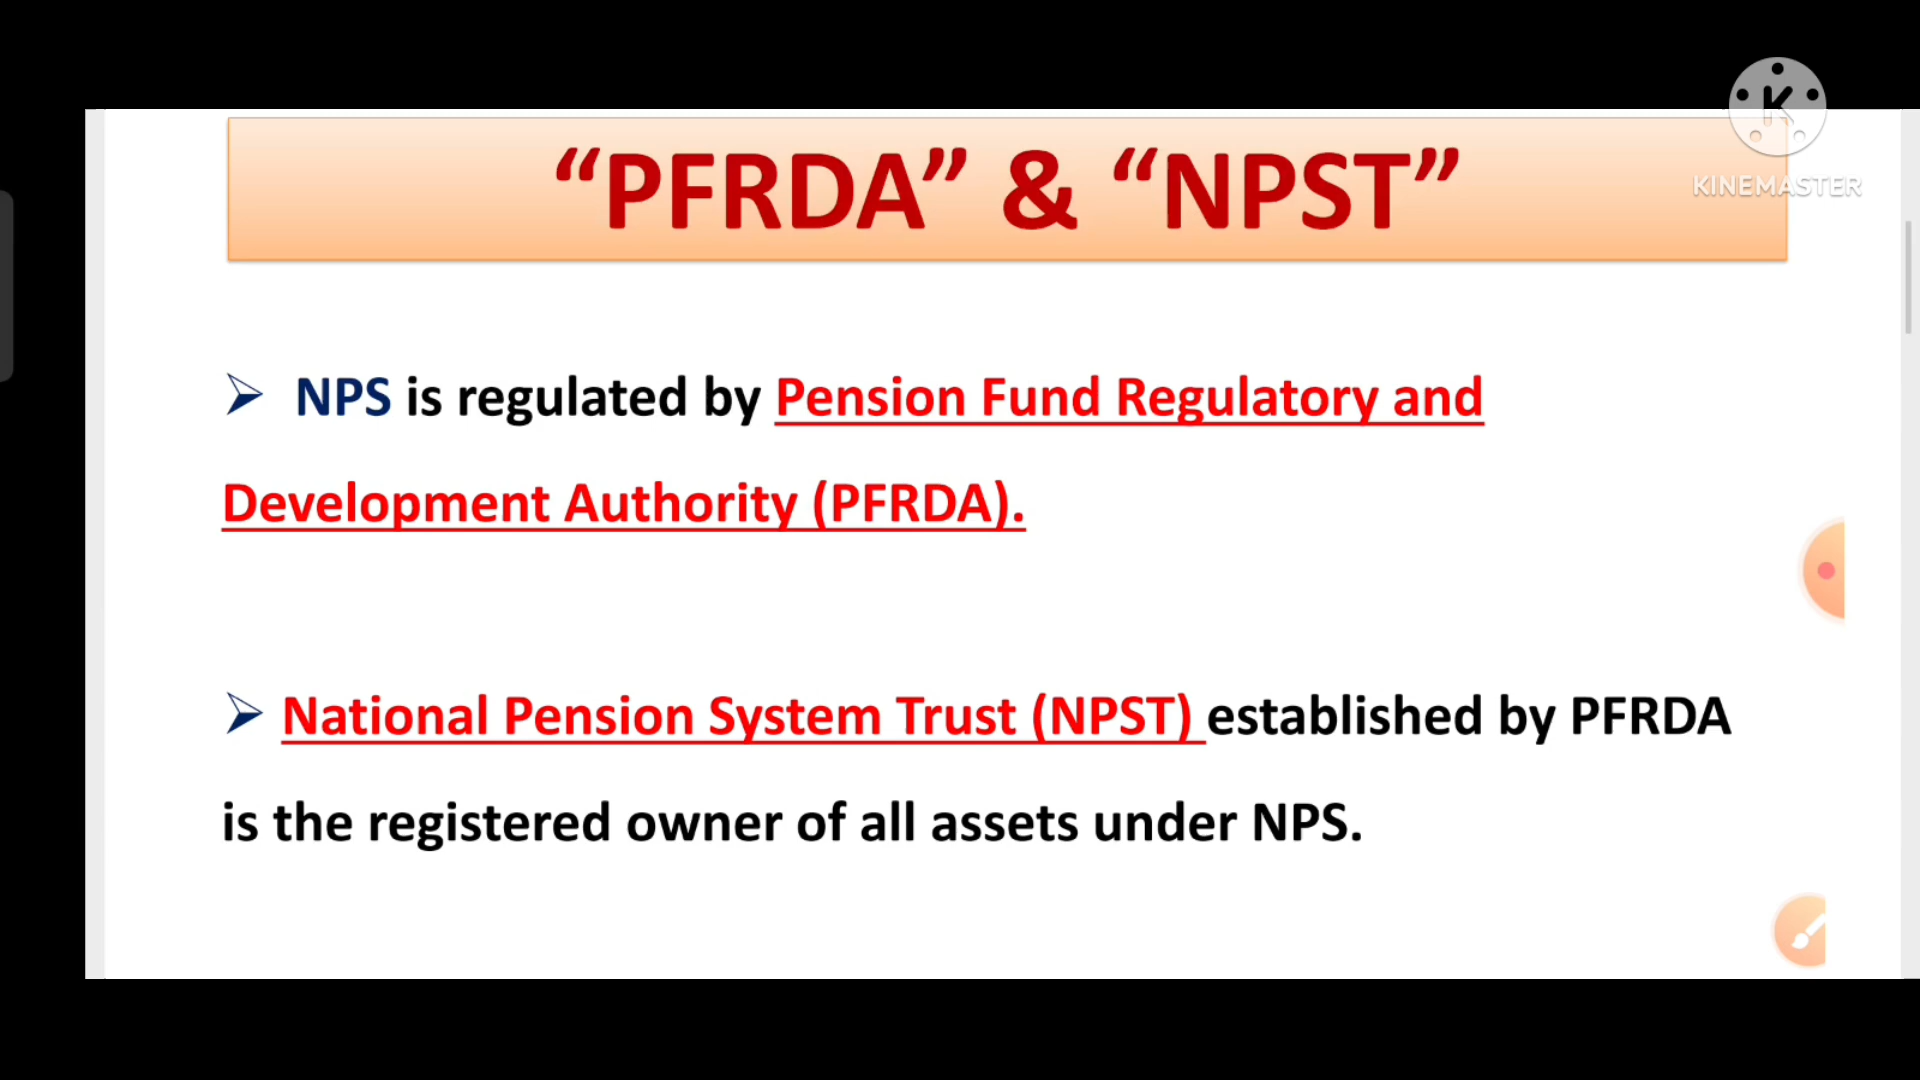 “PFRDA” & “NPST”
K
KINEMASTER
➢ NPS is regulated by Pension Fund Regulatory and
Development Authority (PFRDA).
➢ National Pension System Trust (NPST) established by PFRDA
is the registered owner of all assets under NPS.